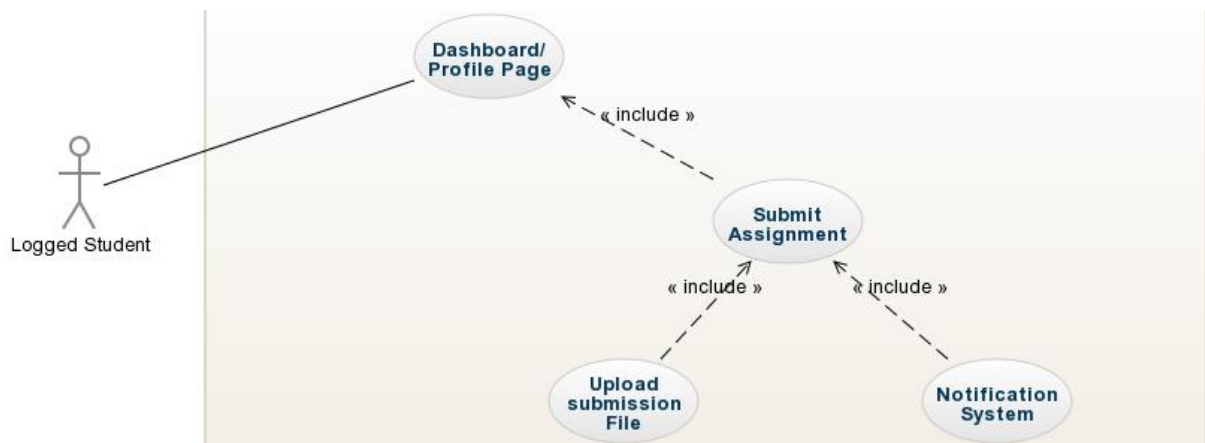 Dashboard/
Profile Page
« include »
Logged Student
Submit
Assignment
« include »
« include »
Upload
submission
File
Notification
System